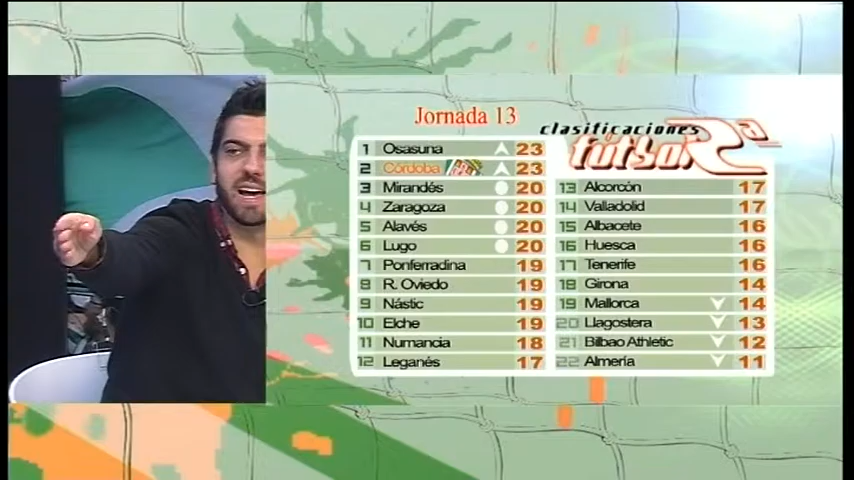 Jornada 13
clasificaciones
fútbol 2ª
1 Osasuna 23
2 Córdoba 23
3 Mirandés 20
4 Zaragoza 20
5 Alavés 20
6 Lugo 20
7 Ponferradina 19
8 R. Oviedo 19
9 Nástic 19
10 Elche 19
11 Numancia 18
12 Leganés 17
13 Alcorcón 17
14 Valladolid 17
15 Albacete 16
16 Huesca 16
17 Tenerife 16
18 Girona 14
19 Mallorca 14
20 Llagostera 13
21 Bilbao Athletic 12
22 Almería 11